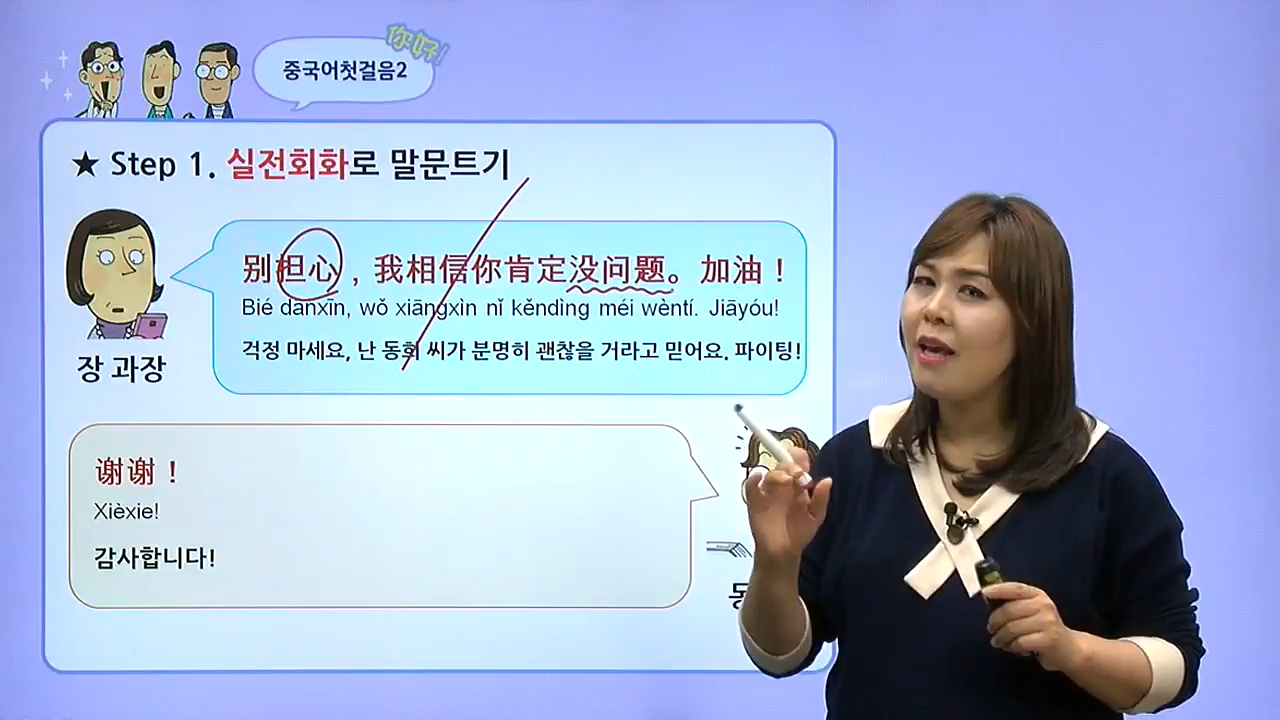 你好!
중국어첫걸음2
★ Step 1. 실전회화로 말문트기
别担心，我相信你肯定没问题。加油！
Bié dānxīn, wǒ xiāngxìn nǐ kěndìng méi wèntí. Jiāyóu!
걱정 마세요, 난 동희 씨가 분명히 괜찮을 거라고 믿어요. 파이팅!
장 과장
谢谢！
Xièxie!
감사합니다!